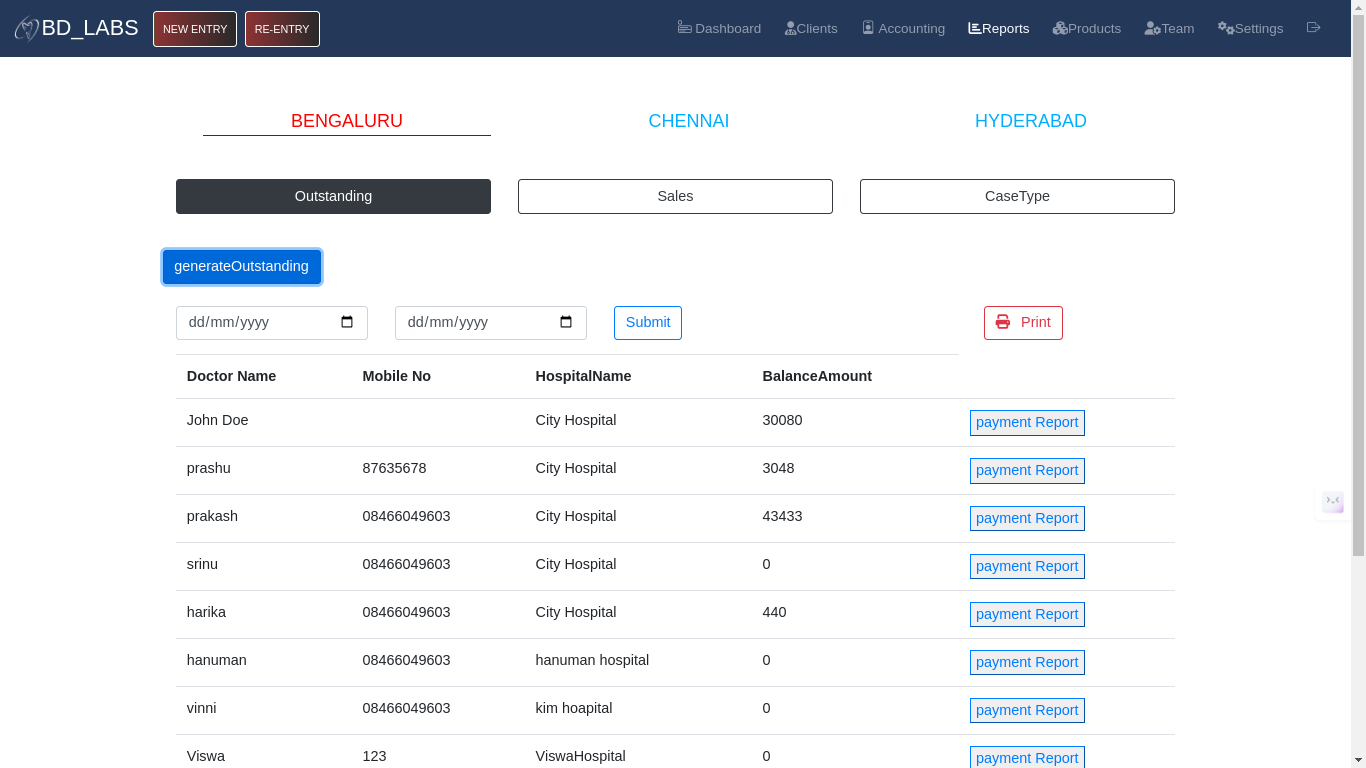 BD_LABS NEW ENTRY RE-ENTRY Dashboard Clients Accounting Reports Products Team Settings
BENGALURU CHENNAI HYDERABAD
Outstanding Sales CaseType
generateOutstanding
dd/mm/yyyy dd/mm/yyyy Submit Print
Doctor Name Mobile No HospitalName BalanceAmount
John Doe City Hospital 30080 payment Report
prashu 87635678 City Hospital 3048 payment Report
prakash 08466049603 City Hospital 43433 payment Report
srinu 08466049603 City Hospital 0 payment Report
harika 08466049603 City Hospital 440 payment Report
hanuman 08466049603 hanuman hospital 0 payment Report
vinni 08466049603 kim hoapital 0 payment Report
Viswa 123 ViswaHospital 0 payment Report